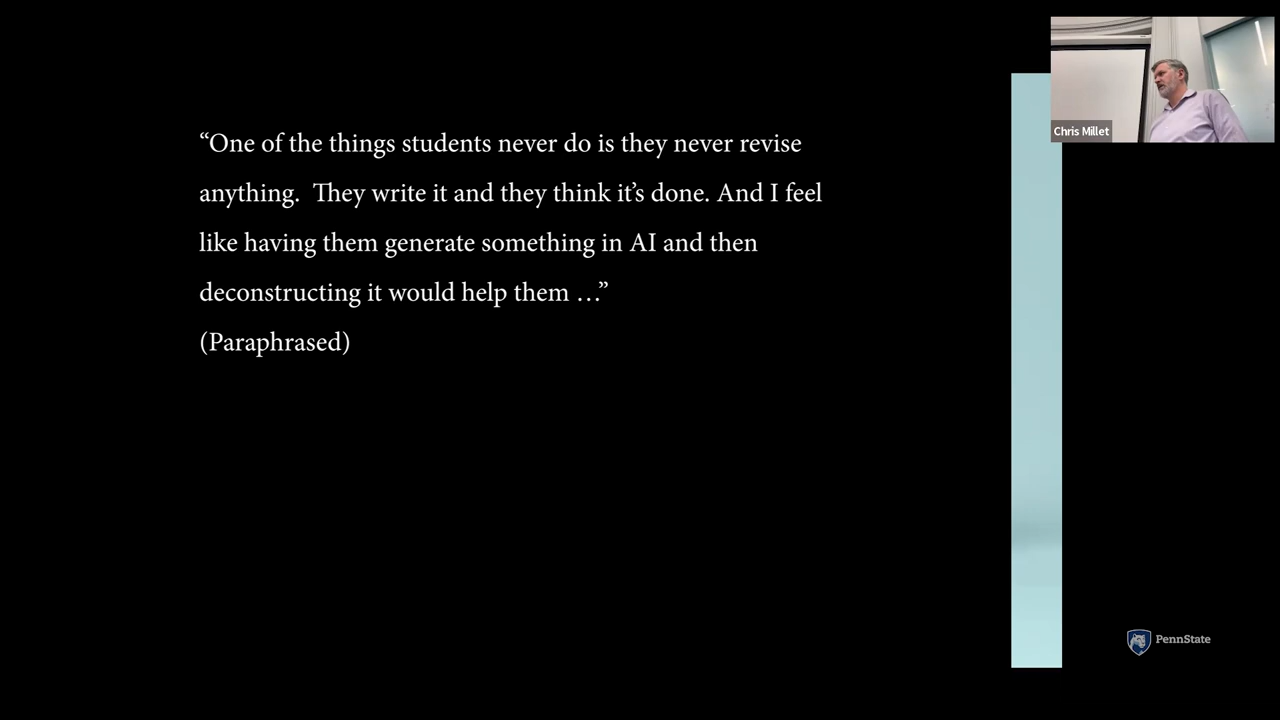 “One of the things students never do is they never revise
anything.  They write it and they think it’s done. And I feel
like having them generate something in AI and then
deconstructing it would help them …”
(Paraphrased)
Chris Millet
PennState